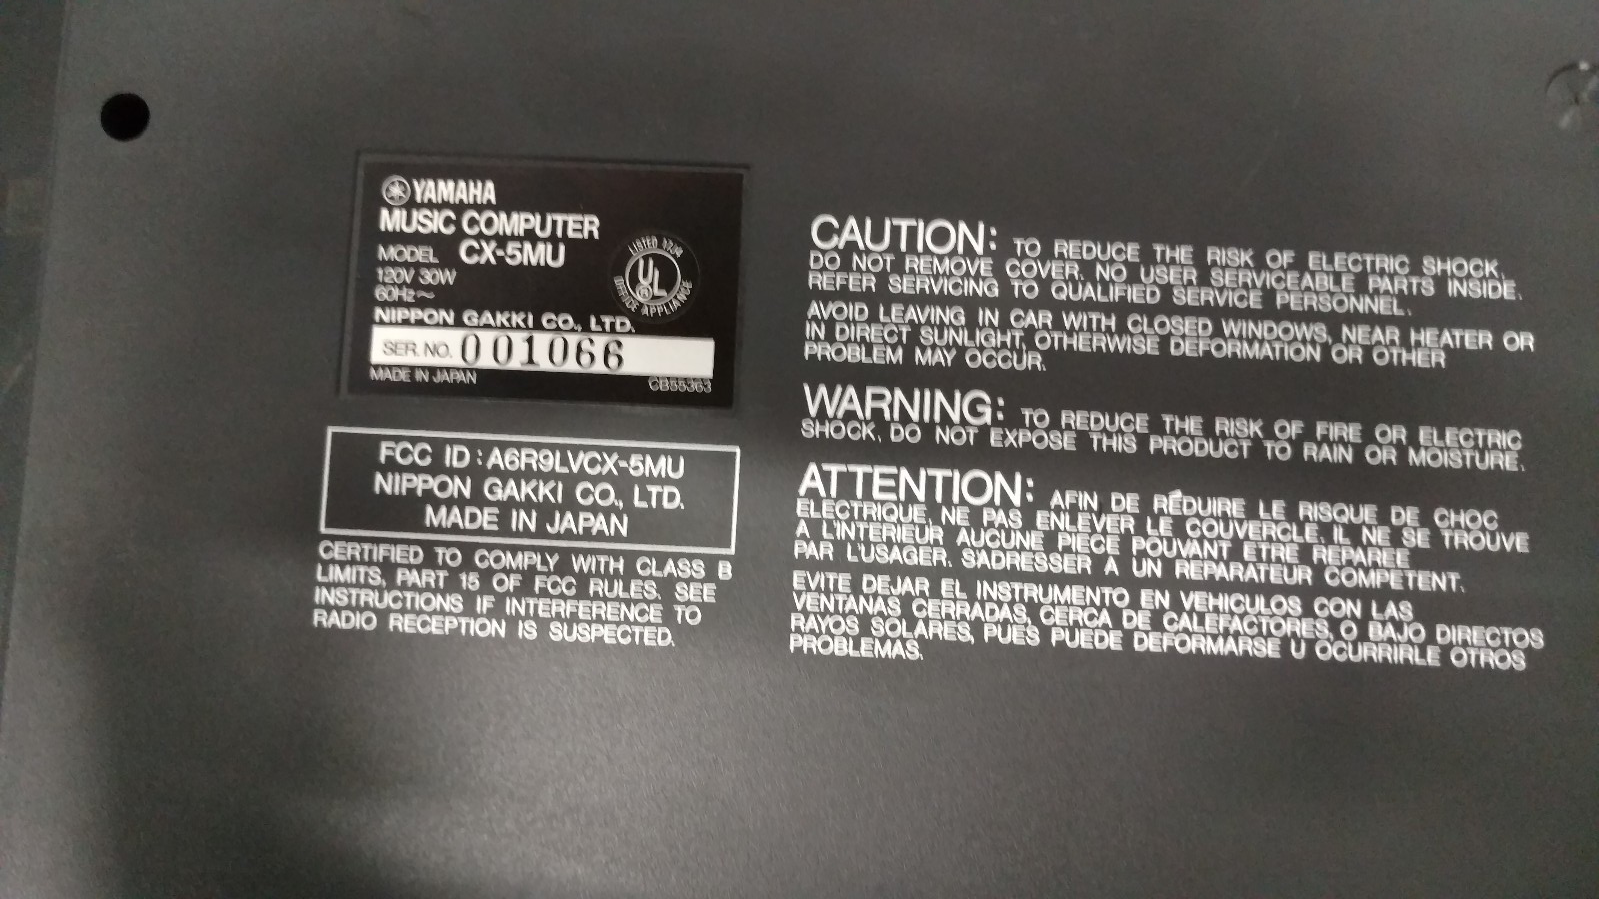 YAMAHA
MUSIC COMPUTER
MODEL CX-5MU
120V 30W
60Hz~
LISTED
UL
®
OFFICE APPLIANCE
NIPPON GAKKI CO., LTD.
SER. NO. 001066
MADE IN JAPAN
CB55363
FCC ID : A6R9LVCX-5MU
NIPPON GAKKI CO., LTD.
MADE IN JAPAN
CERTIFIED TO COMPLY WITH CLASS B
LIMITS, PART 15 OF FCC RULES. SEE
INSTRUCTIONS IF INTERFERENCE TO
RADIO RECEPTION IS SUSPECTED.
CAUTION: TO REDUCE THE RISK OF ELECTRIC SHOCK,
DO NOT REMOVE COVER. NO USER SERVICEABLE PARTS INSIDE.
REFER SERVICING TO QUALIFIED SERVICE PERSONNEL.
AVOID LEAVING IN CAR WITH CLOSED WINDOWS, NEAR HEATER OR
IN DIRECT SUNLIGHT, OTHERWISE DEFORMATION OR OTHER
PROBLEM MAY OCCUR.
WARNING: TO REDUCE THE RISK OF FIRE OR ELECTRIC
SHOCK, DO NOT EXPOSE THIS PRODUCT TO RAIN OR MOISTURE.
ATTENTION: AFIN DE RÉDUIRE LE RISQUE DE CHOC
ELECTRIQUE, NE PAS ENLEVER LE COUVERCLE. IL NE SE TROUVE
A L'INTERIEUR AUCUNE PIECE POUVANT ETRE REPAREE
PAR L'USAGER. S'ADRESSER A UN REPARATEUR COMPETENT.
EVITE DEJAR EL INSTRUMENTO EN VEHICULOS CON LAS
VENTANAS CERRADAS, CERCA DE CALEFACTORES, O BAJO DIRECTOS
RAYOS SOLARES, PUES PUEDE DEFORMARSE U OCURRIRLE OTROS
PROBLEMAS.